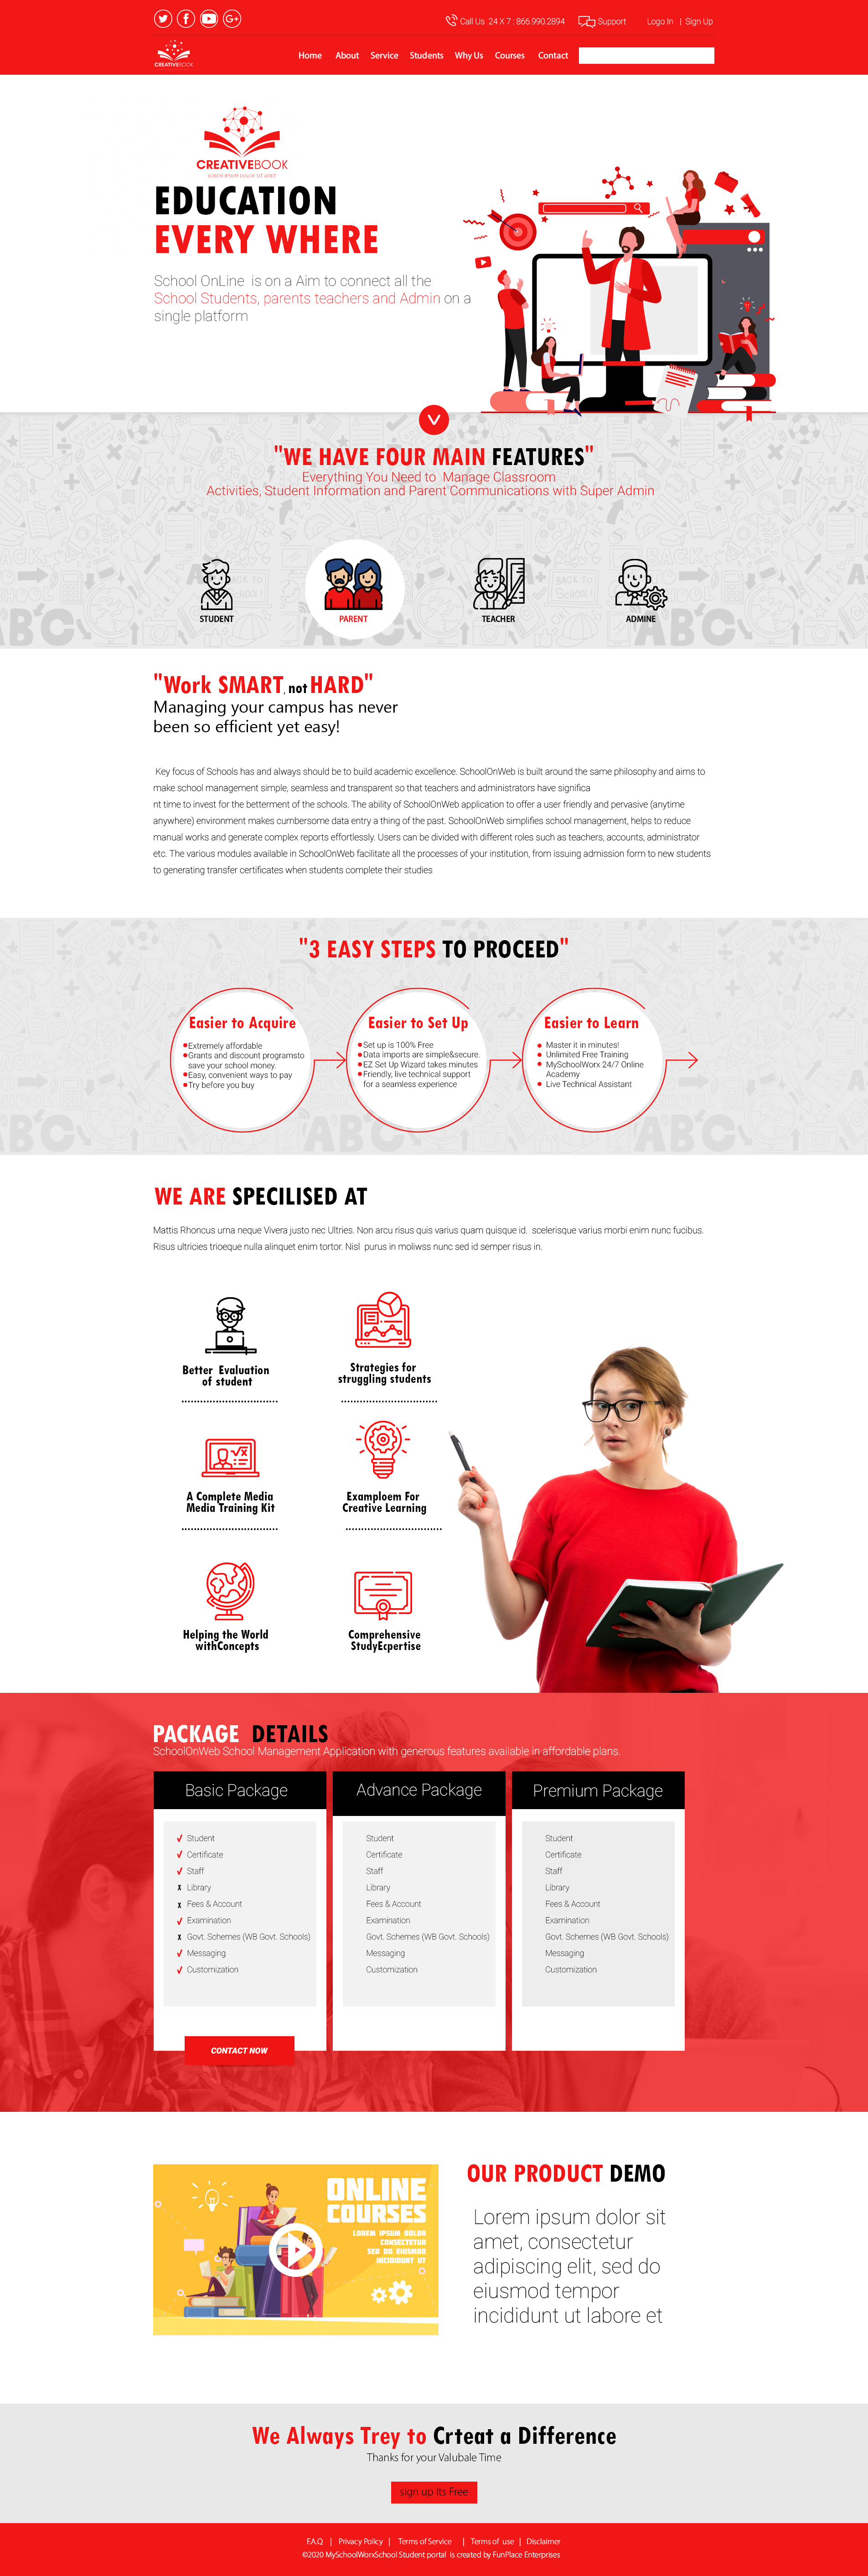 Call Us 24 X 7 : 866.990.2894
Support
Logo In | Sign Up
CREATIVEBOOK
Home About Service Students Why Us Courses Contact
CREATIVEBOOK
LOREM IPSUM DOLOR SIT AMET
EDUCATION
EVERY WHERE
School OnLine is on a Aim to connect all the
School Students, parents teachers and Admin on a
single platform
"WE HAVE FOUR MAIN FEATURES"
Everything You Need to Manage Classroom
Activities, Student Information and Parent Communications with Super Admin
STUDENT
PARENT
TEACHER
ADMINE
BACK TO
SCHOOL!
ABC
ABC
"Work SMART, not HARD"
Managing your campus has never
been so efficient yet easy!
Key focus of Schools has and always should be to build academic excellence. SchoolOnWeb is built around the same philosophy and aims to
make school management simple, seamless and transparent so that teachers and administrators have significa
nt time to invest for the betterment of the schools. The ability of SchoolOnWeb application to offer a user friendly and pervasive (anytime
anywhere) environment makes cumbersome data entry a thing of the past. SchoolOnWeb simplifies school management, helps to reduce
manual works and generate complex reports effortlessly. Users can be divided with different roles such as teachers, accounts, administrator
etc. The various modules available in SchoolOnWeb facilitate all the processes of your institution, from issuing admission form to new students
to generating transfer certificates when students complete their studies
"3 EASY STEPS TO PROCEED"
Easier to Acquire
Extremely affordable
Grants and discount programsto
save your school money.
Easy, convenient ways to pay
Try before you buy
Easier to Set Up
Set up is 100% Free
Data imports are simple&secure.
EZ Set Up Wizard takes minutes
Friendly, live technical support
for a seamless experience
Easier to Learn
Master it in minutes!
Unlimited Free Training
MySchoolWorx 24/7 Online
Academy
Live Technical Assistant
ABC
ABC
ABC
WE ARE SPECILISED AT
Mattis Rhoncus urna neque Vivera justo nec Ultries. Non arcu risus quis varius quam quisque id. scelerisque varius morbi enim nunc fucibus.
Risus ultricies trioeque nulla alinquet enim tortor. Nisl purus in moliwss nunc sed id semper risus in.
Better Evaluation
of student
Strategies for
struggling students
A Complete Media
Media Training Kit
Examploem For
Creative Learning
Helping the World
withConcepts
Comprehensive
StudyEcpertise
PACKAGE DETAILS
SchoolOnWeb School Management Application with generous features available in affordable plans.
Basic Package
Student
Certificate
Staff
x Library
x Fees & Account
Examination
x Govt. Schemes (WB Govt. Schools)
Messaging
Customization
CONTACT NOW
Advance Package
Student
Certificate
Staff
Library
Fees & Account
Examination
Govt. Schemes (WB Govt. Schools)
Messaging
Customization
Premium Package
Student
Certificate
Staff
Library
Fees & Account
Examination
Govt. Schemes (WB Govt. Schools)
Messaging
Customization
ONLINE
COURSES
LOREM IPSUM DOLOR
CONSECTETUR
SED DO EIUSMOD
INCIDIDUNT UT
OUR PRODUCT DEMO
Lorem ipsum dolor sit
amet, consectetur
adipiscing elit, sed do
eiusmod tempor
incididunt ut labore et
We Always Trey to Crteat a Difference
Thanks for your Valubale Time
sign up Its Free
F.A.Q | Privacy Policy | Terms of Service | Terms of use | Disclaimer
©2020 MySchoolWorxSchool Student portal is created by FunPlace Enterprises